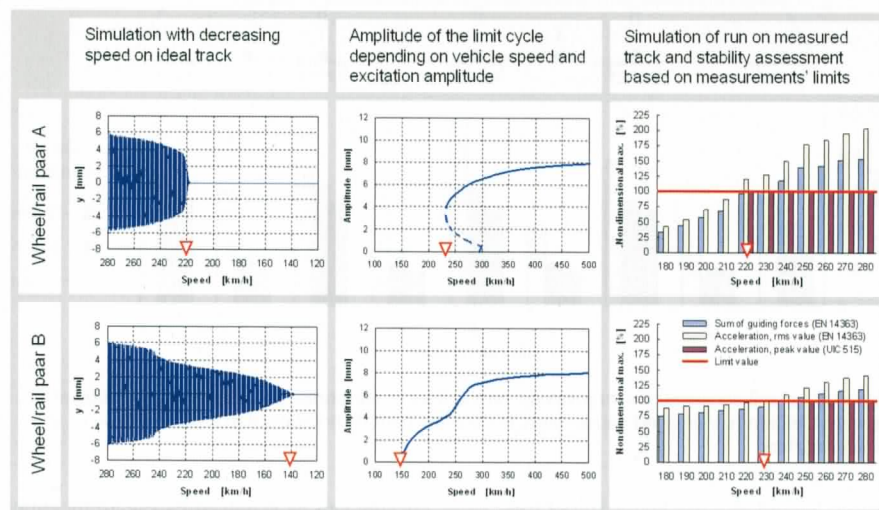 Simulation with decreasing
speed on ideal track
Amplitude of the limit cycle
depending on vehicle speed and
excitation amplitude
Simulation of run on measured
track and stability assessment
based on measurements' limits
Wheel/rail paar A
y [mm]
8
6
4
2
0
-2
-4
-6
-8
280 260 240 220 200 180 160 140 120
Speed [km/h]
Amplitude [mm]
12
10
8
6
4
2
0
100 150 200 250 300 350 400 450 500
Speed [km/h]
Nondimensional max. [%]
225
200
175
150
125
100
75
50
25
0
180 190 200 210 220 230 240 250 260 270 280
Speed [km/h]
Wheel/rail paar B
y [mm]
8
6
4
2
0
-2
-4
-6
-8
280 260 240 220 200 180 160 140 120
Speed [km/h]
Amplitude [mm]
12
10
8
6
4
2
0
100 150 200 250 300 350 400 450 500
Speed [km/h]
Nondimensional max. [%]
225
200
175
150
125
100
75
50
25
0
Sum of guiding forces (EN 14363)
Acceleration, rms value (EN 14363)
Acceleration, peak value (UIC 515)
Limit value
180 190 200 210 220 230 240 250 260 270 280
Speed [km/h]